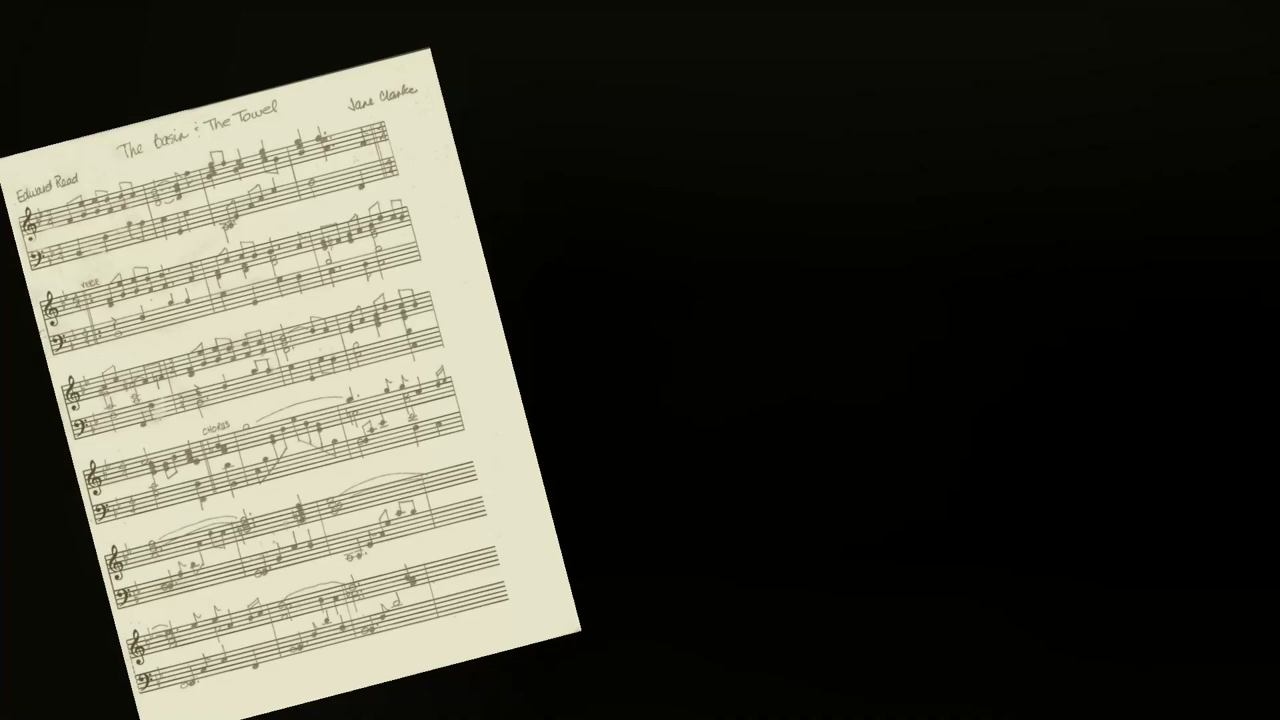 The Basin & The Towel
Jane Clarke
Edward Read
VERSE
CHORUS